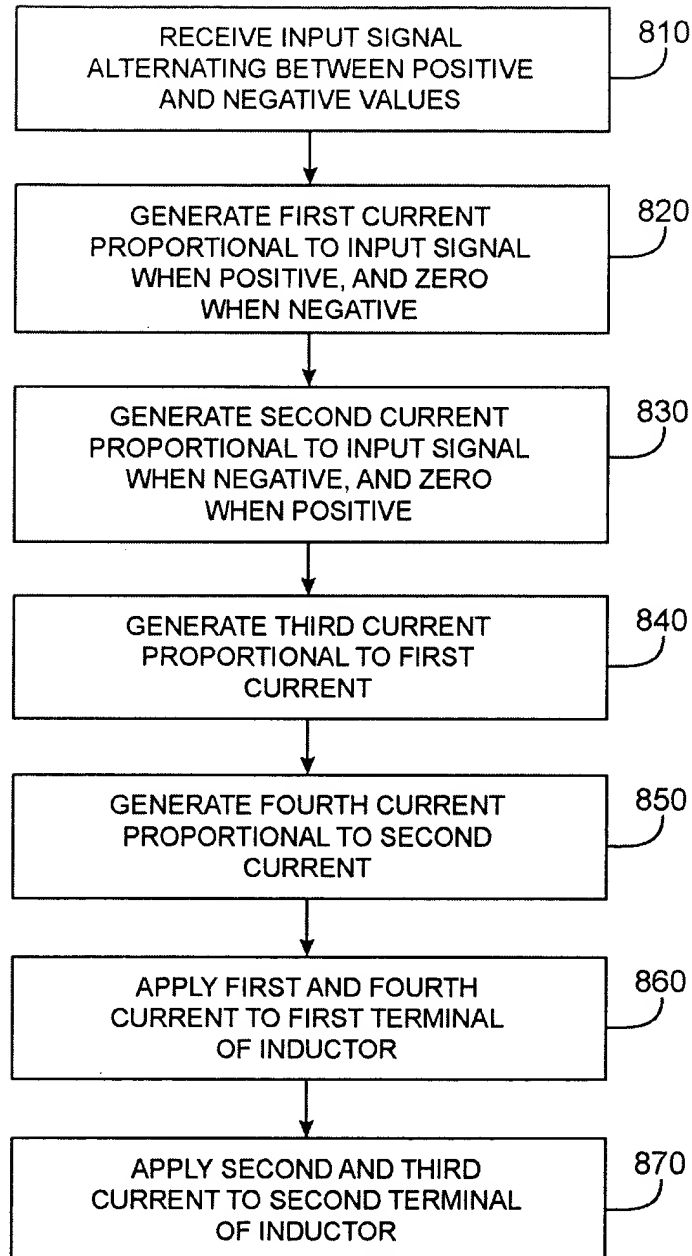 RECEIVE INPUT SIGNAL
ALTERNATING BETWEEN POSITIVE
AND NEGATIVE VALUES
810
GENERATE FIRST CURRENT
PROPORTIONAL TO INPUT SIGNAL
WHEN POSITIVE, AND ZERO
WHEN NEGATIVE
820
GENERATE SECOND CURRENT
PROPORTIONAL TO INPUT SIGNAL
WHEN NEGATIVE, AND ZERO
WHEN POSITIVE
830
GENERATE THIRD CURRENT
PROPORTIONAL TO FIRST
CURRENT
840
GENERATE FOURTH CURRENT
PROPORTIONAL TO SECOND
CURRENT
850
APPLY FIRST AND FOURTH
CURRENT TO FIRST TERMINAL
OF INDUCTOR
860
APPLY SECOND AND THIRD
CURRENT TO SECOND TERMINAL
OF INDUCTOR
870